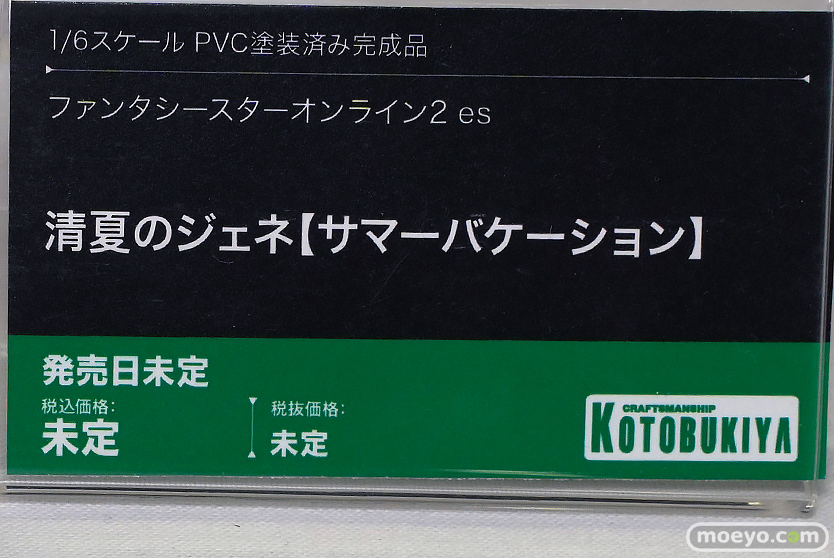 1/6スケール PVC塗装済み完成品
ファンタシースターオンライン2 es
清夏のジェネ【サマーバケーション】
発売日未定
税込価格:
未定
税抜価格:
未定
CRAFTSMANSHIP
KOTOBUKIYA
moeyo.com